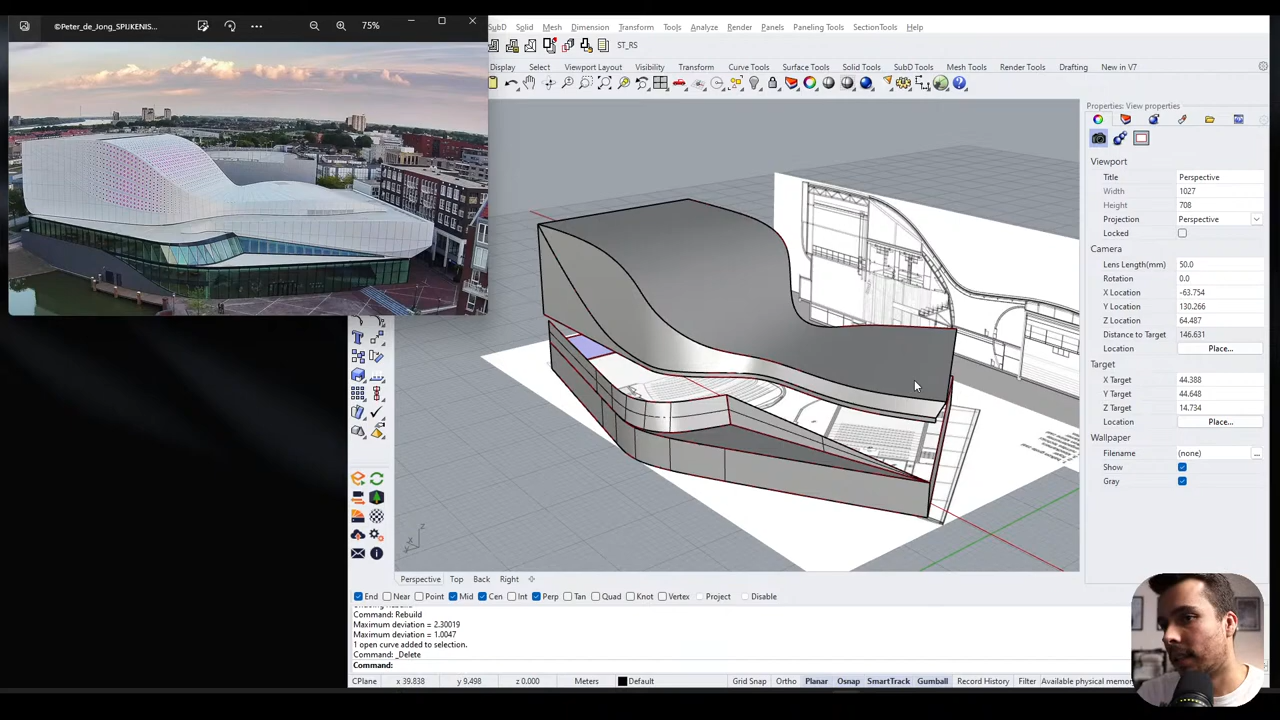 ©Peter_de_Jong_SPIJKENIS...
75%
SubD Solid Mesh Dimension Transform Tools Analyze Render Panels Paneling Tools SectionTools Help
ST_RS
Display Select Viewport Layout Visibility Transform Curve Tools Surface Tools Solid Tools SubD Tools Mesh Tools Render Tools Drafting New in V7
Properties: View properties
Viewport
Title Perspective
Width 1027
Height 708
Projection Perspective
Locked
Camera
Lens Length(mm) 50.0
Rotation 0.0
X Location -63.754
Y Location 130.266
Z Location 64.487
Distance to Target 146.631
Location Place...
Target
X Target 44.388
Y Target 44.648
Z Target 14.734
Location Place...
Wallpaper
Filename (none) ...
Show
Gray
Perspective Top Back Right
End Near Point Mid Cen Int Perp Tan Quad Knot Vertex Project Disable
Command: Rebuild
Maximum deviation = 2.30019
Maximum deviation = 1.0047
1 open curve added to selection.
Command: _Delete
Command:
CPlane x 39.838 y 9.498 z 0.000 Meters Default Grid Snap Ortho Planar Osnap SmartTrack Gumball Record History Filter Available physical